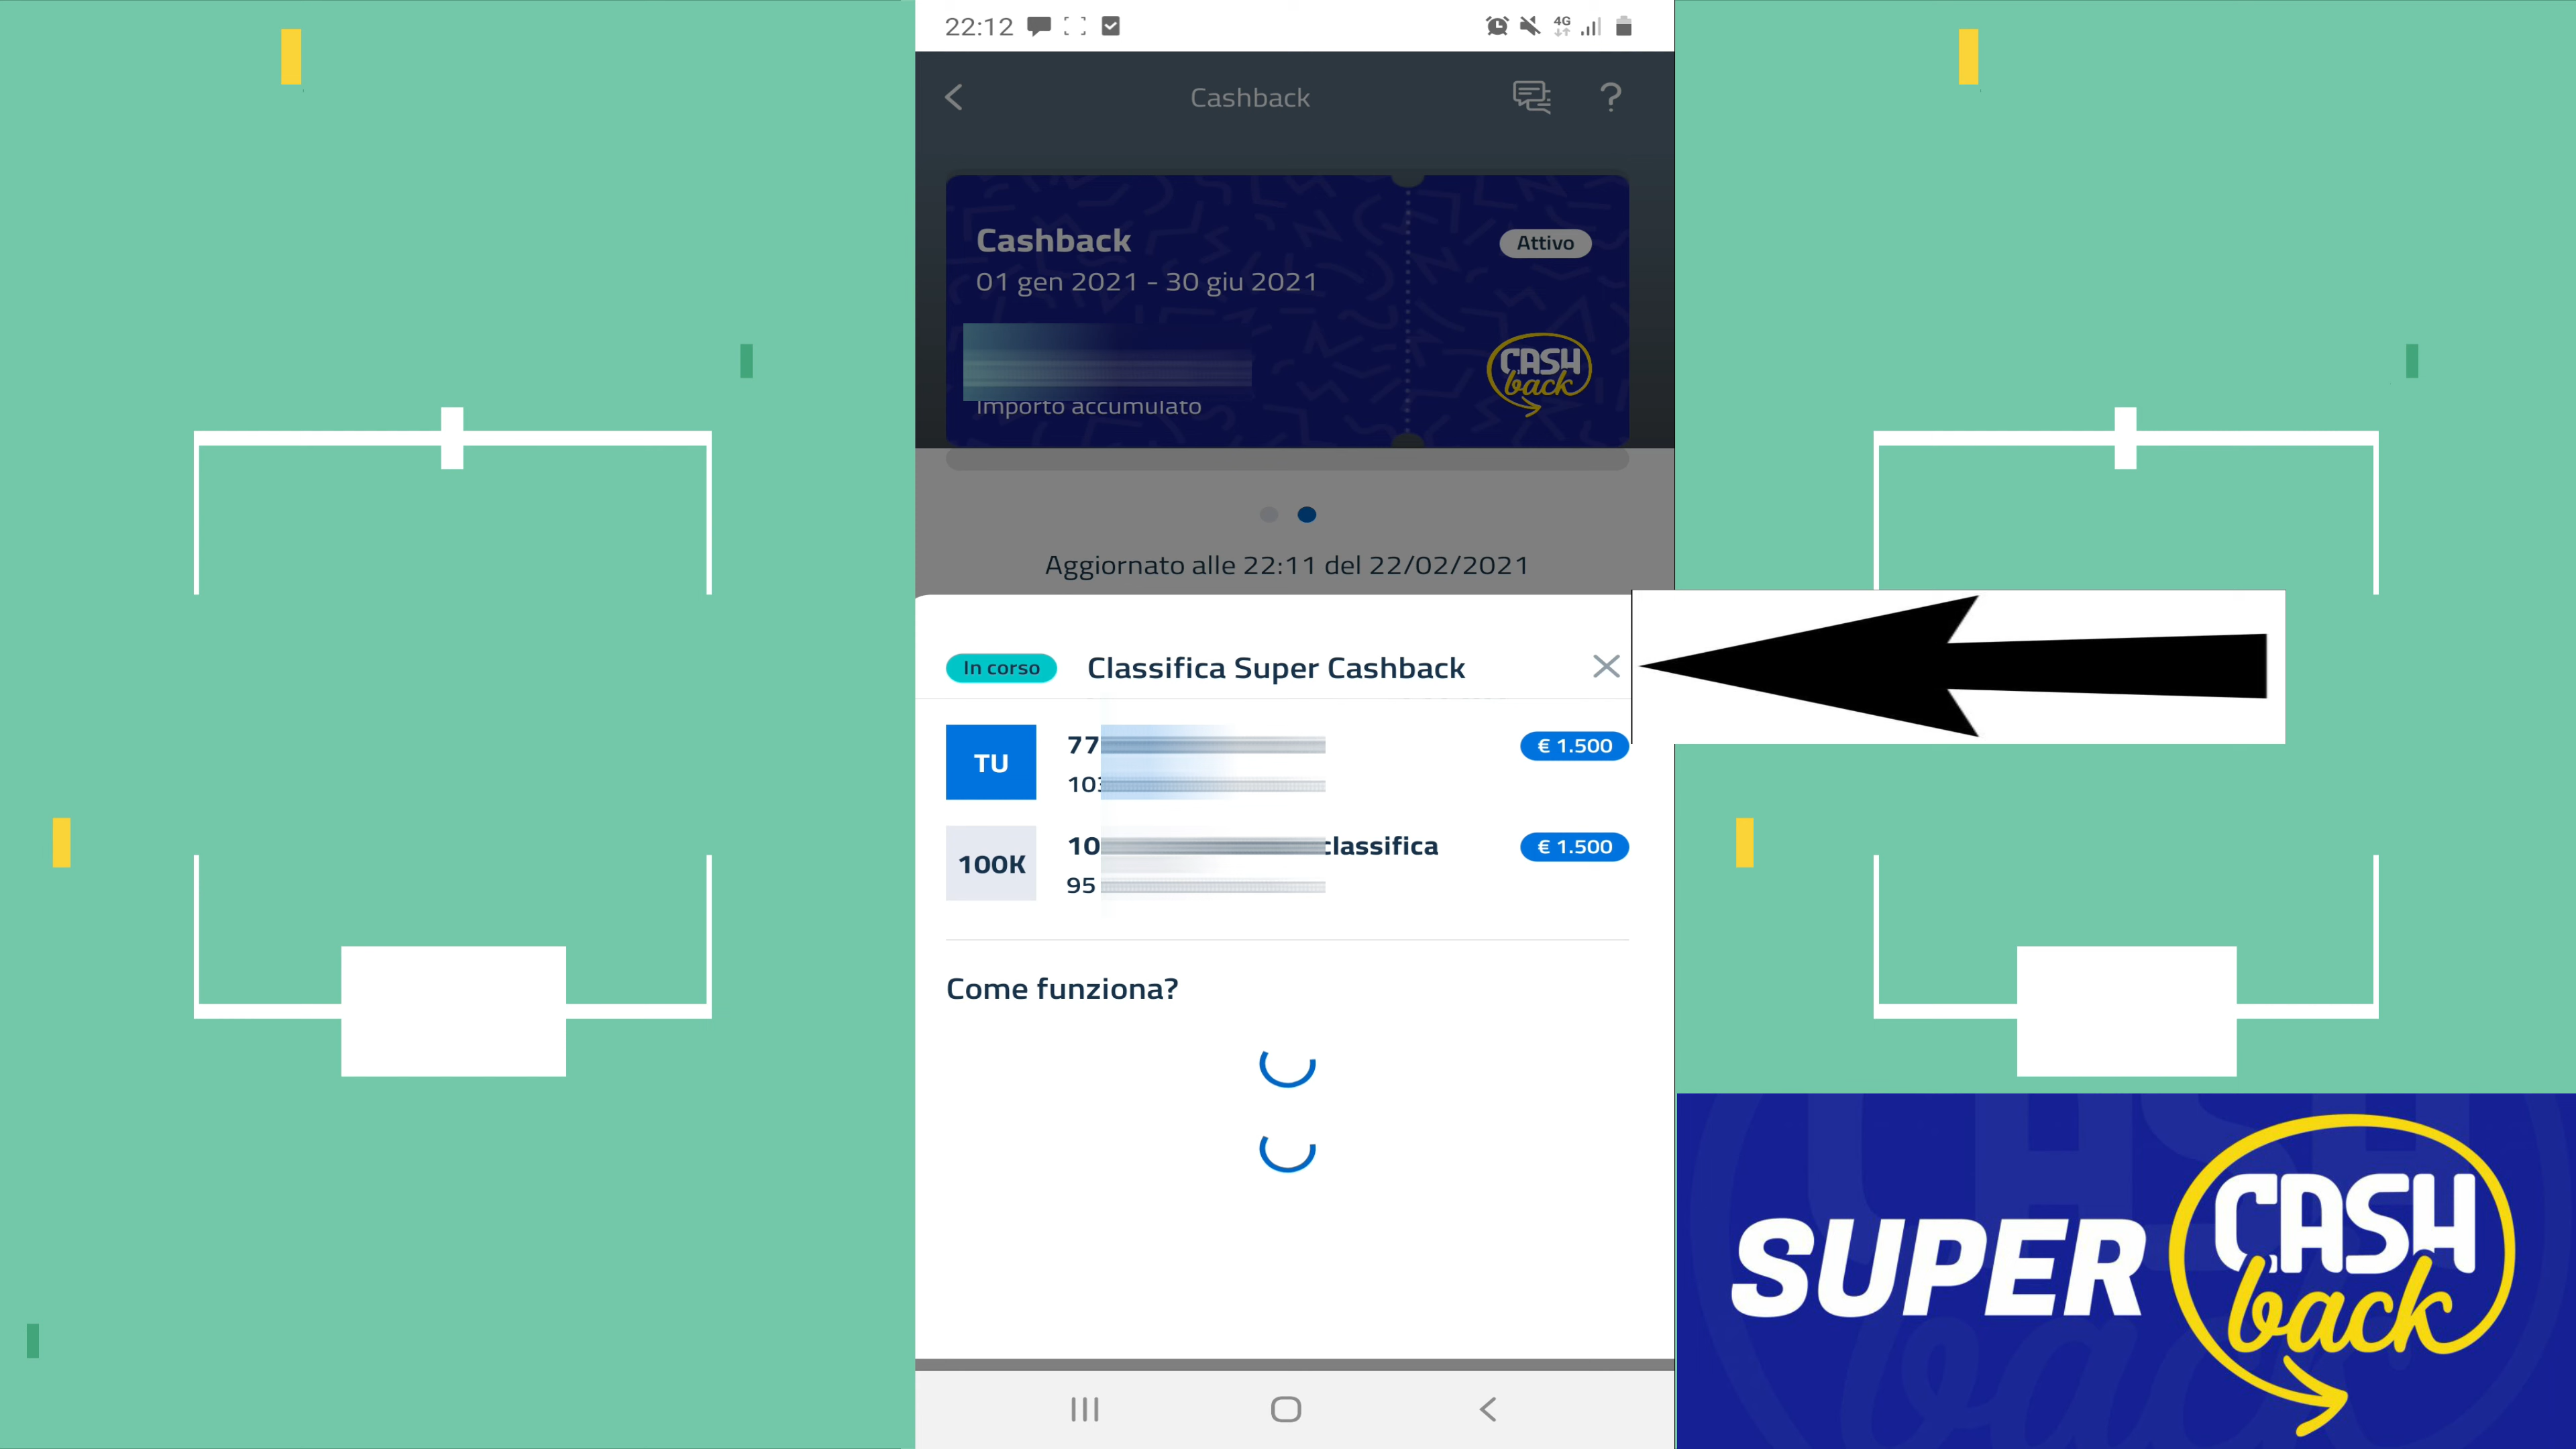 22:12
4G
Cashback
?
Cashback
Attivo
01 gen 2021 - 30 giu 2021
CASH
back
Importo accumulato
Aggiornato alle 22:11 del 22/02/2021
In corso
Classifica Super Cashback
TU
77
€ 1.500
10
100K
10
classifica
€ 1.500
95
Come funziona?
SUPER
CASH
back